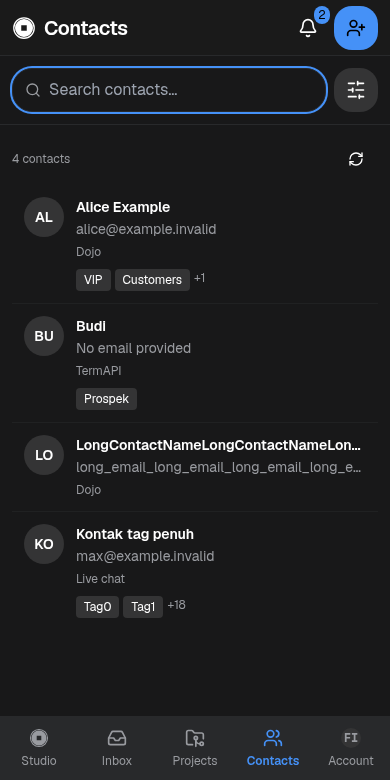 Contacts
2
Search contacts...
4 contacts
AL
Alice Example
alice@example.invalid
Dojo
VIP Customers +1
BU
Budi
No email provided
TermAPI
Prospek
LO
LongContactNameLongContactNameLon...
long_email_long_email_long_email_long_e...
Dojo
KO
Kontak tag penuh
max@example.invalid
Live chat
Tag0 Tag1 +18
FI
Studio Inbox Projects Contacts Account